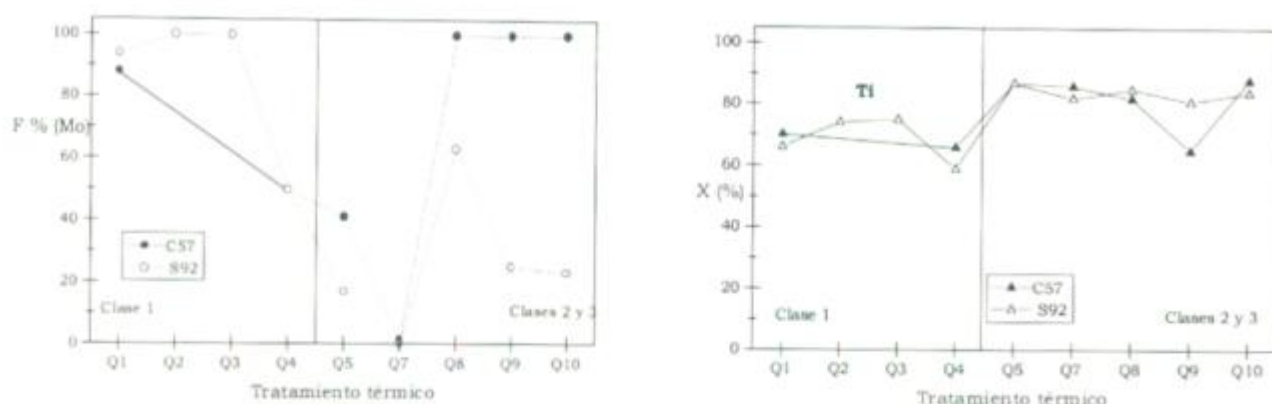 100
80
F % (Mo)
60
40
20
0
C57
S92
Clase 1
Clases 2 y 3
Q1 Q2 Q3 Q4 Q5 Q7 Q8 Q9 Q10
Tratamiento térmico
100
80
60
X (%)
40
20
0
Ti
C57
S92
Clase 1
Clases 2 y 3
Q1 Q2 Q3 Q4 Q5 Q7 Q8 Q9 Q10
Tratamiento térmico